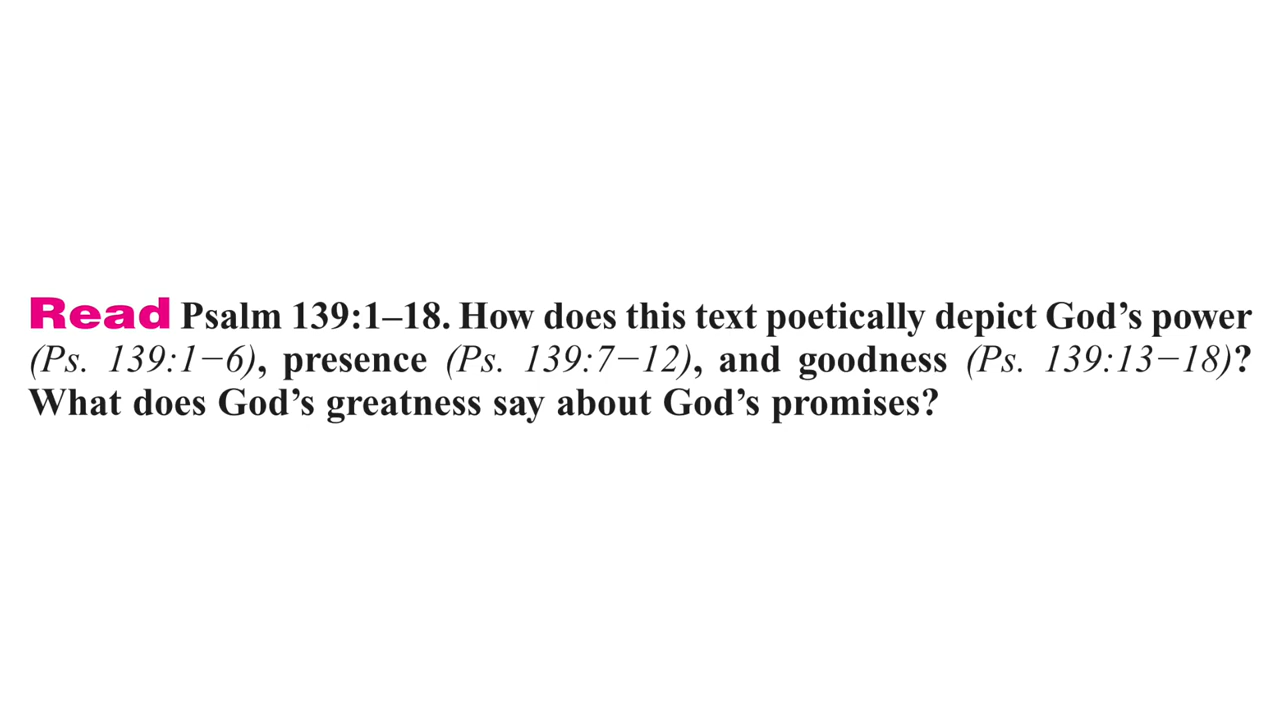 Read Psalm 139:1–18. How does this text poetically depict God’s power
(Ps. 139:1–6), presence (Ps. 139:7–12), and goodness (Ps. 139:13–18)?
What does God’s greatness say about God’s promises?